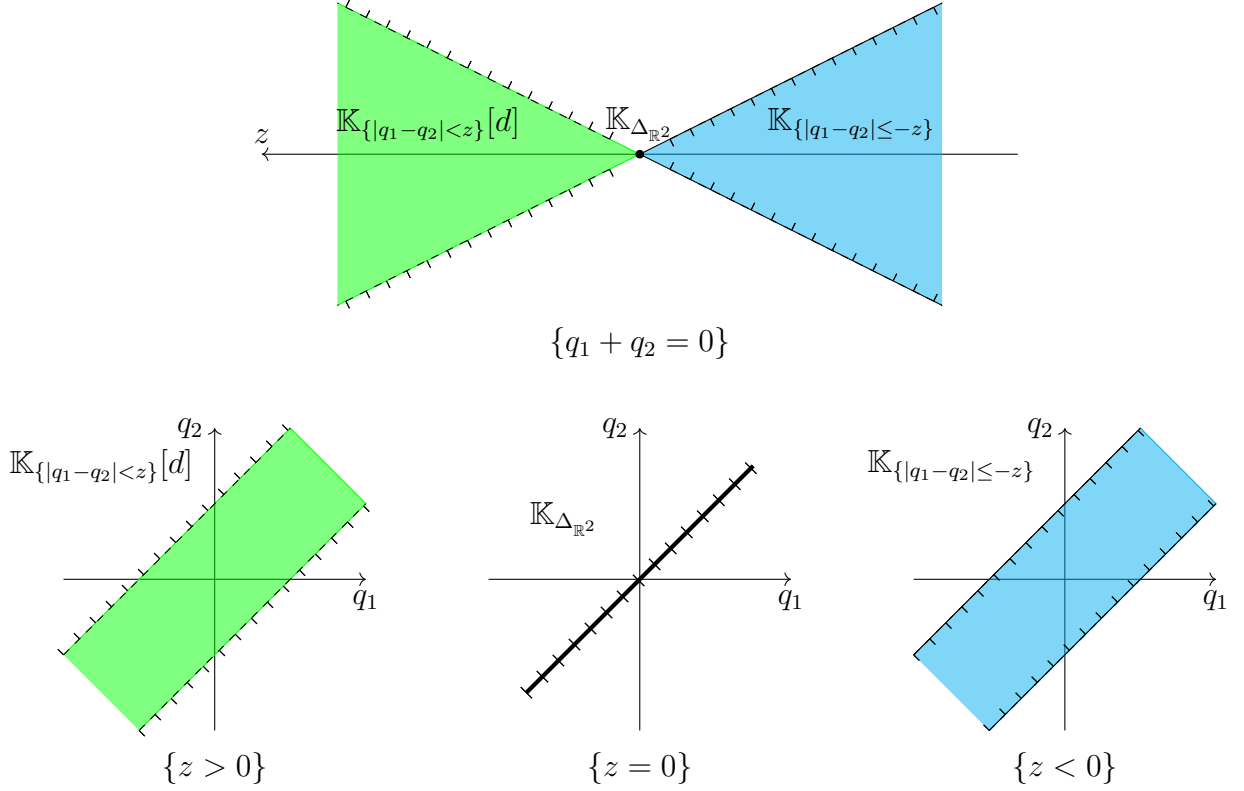 z
𝕂_{\{|q_1−q_2|<z\}}[d]
𝕂_{Δ_{ℝ^2}}
𝕂_{\{|q_1−q_2|≤−z\}}
{q_1 + q_2 = 0}
q_2
𝕂_{\{|q_1−q_2|<z\}}[d]
q_1
{z > 0}
q_2
𝕂_{Δ_{ℝ^2}}
q_1
{z = 0}
q_2
𝕂_{\{|q_1−q_2|≤−z\}}
q_1
{z < 0}